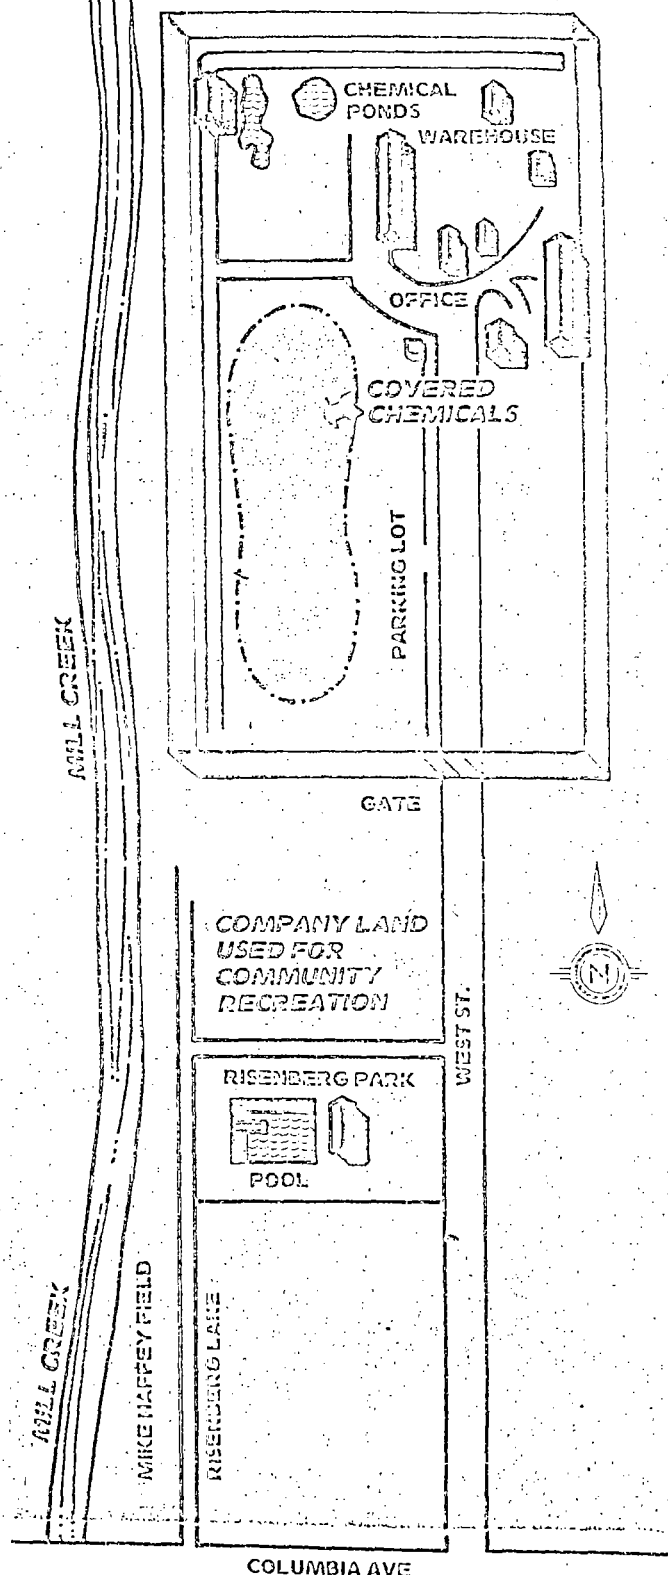 CHEMICAL
PONDS
WAREHOUSE
OFFICE
COVERED
CHEMICALS
PARKING LOT
MILL CREEK
GATE
COMPANY LAND
USED FOR
COMMUNITY
RECREATION
N
WEST ST.
RISENBERG PARK
POOL
MILL CREEK
MIKE HAFFEY FIELD
RISENBERG LANE
COLUMBIA AVE